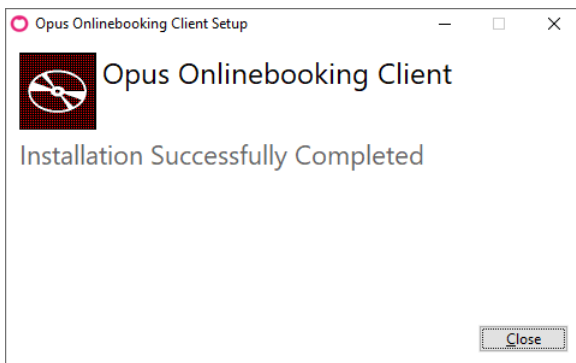 Opus Onlinebooking Client Setup
Opus Onlinebooking Client
Installation Successfully Completed
Close